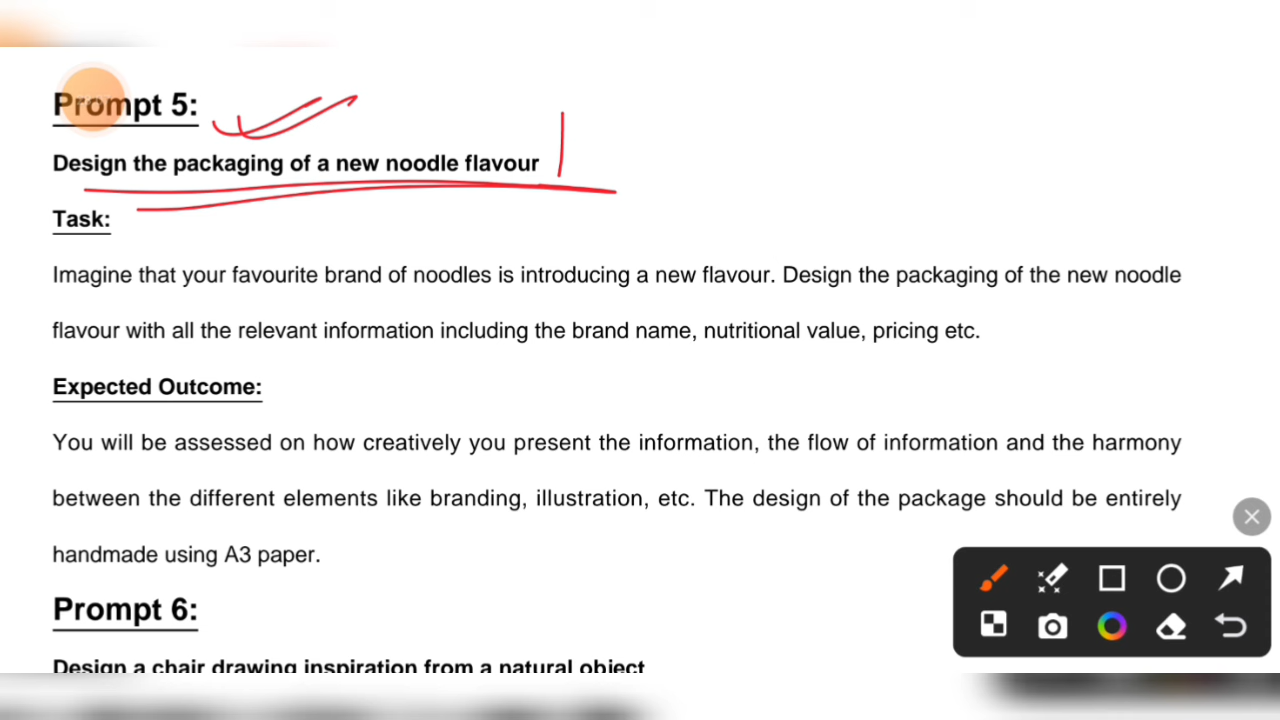 Prompt 5:
Design the packaging of a new noodle flavour
Task:
Imagine that your favourite brand of noodles is introducing a new flavour. Design the packaging of the new noodle
flavour with all the relevant information including the brand name, nutritional value, pricing etc.
Expected Outcome:
You will be assessed on how creatively you present the information, the flow of information and the harmony
between the different elements like branding, illustration, etc. The design of the package should be entirely
handmade using A3 paper.
Prompt 6:
Design a chair drawing inspiration from a natural object